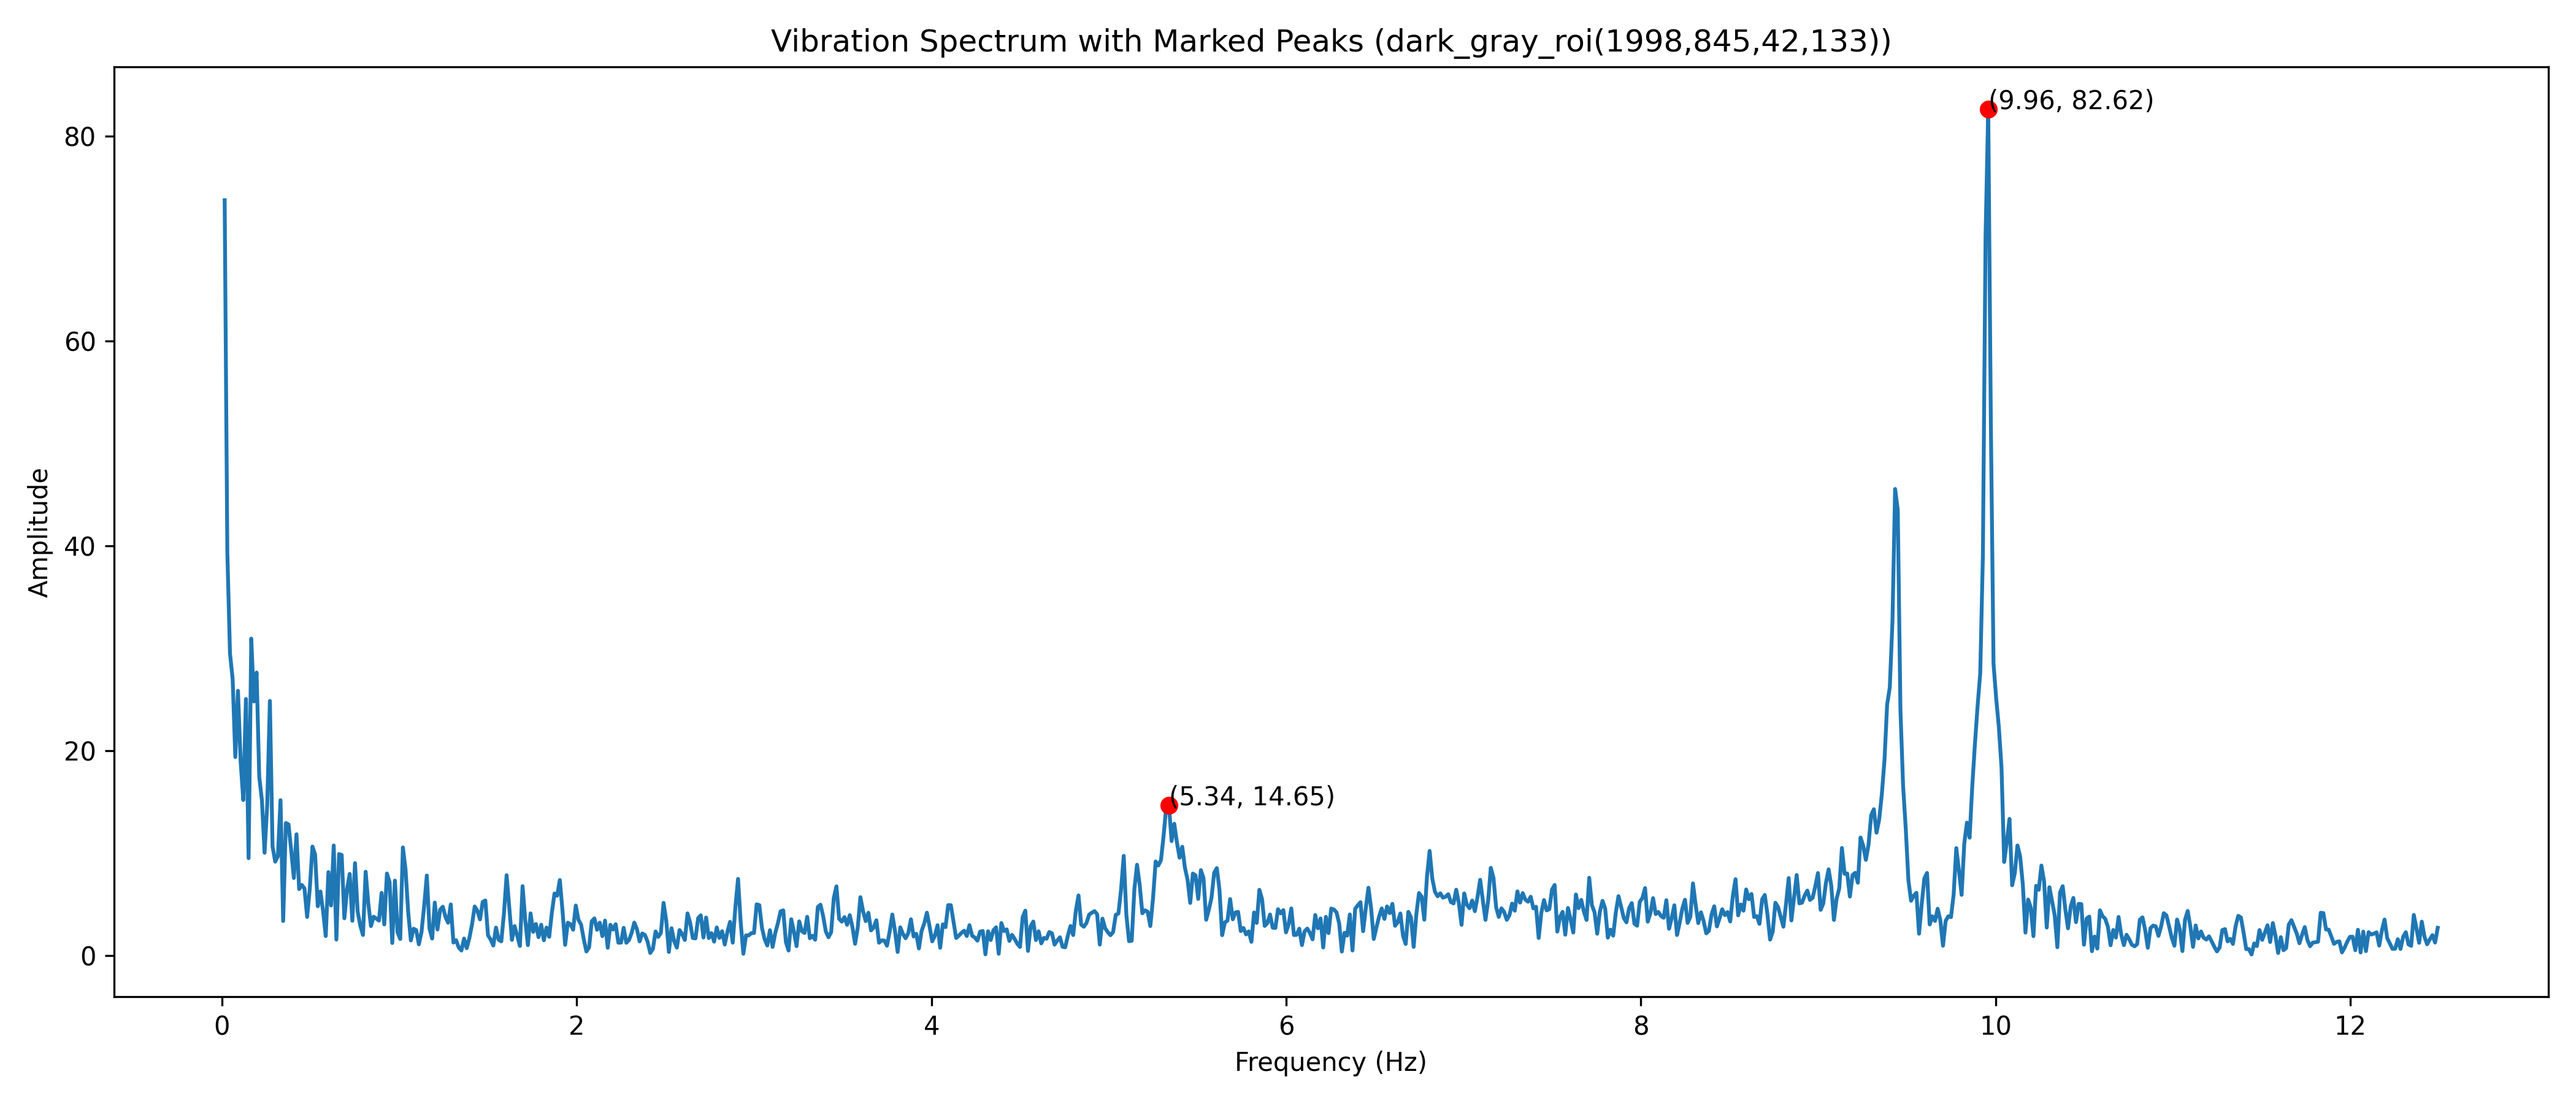 Vibration Spectrum with Marked Peaks (dark_gray_roi(1998,845,42,133))
(9.96, 82.62)
80
60
40
20
0
Amplitude
(5.34, 14.65)
0 2 4 6 8 10 12
Frequency (Hz)